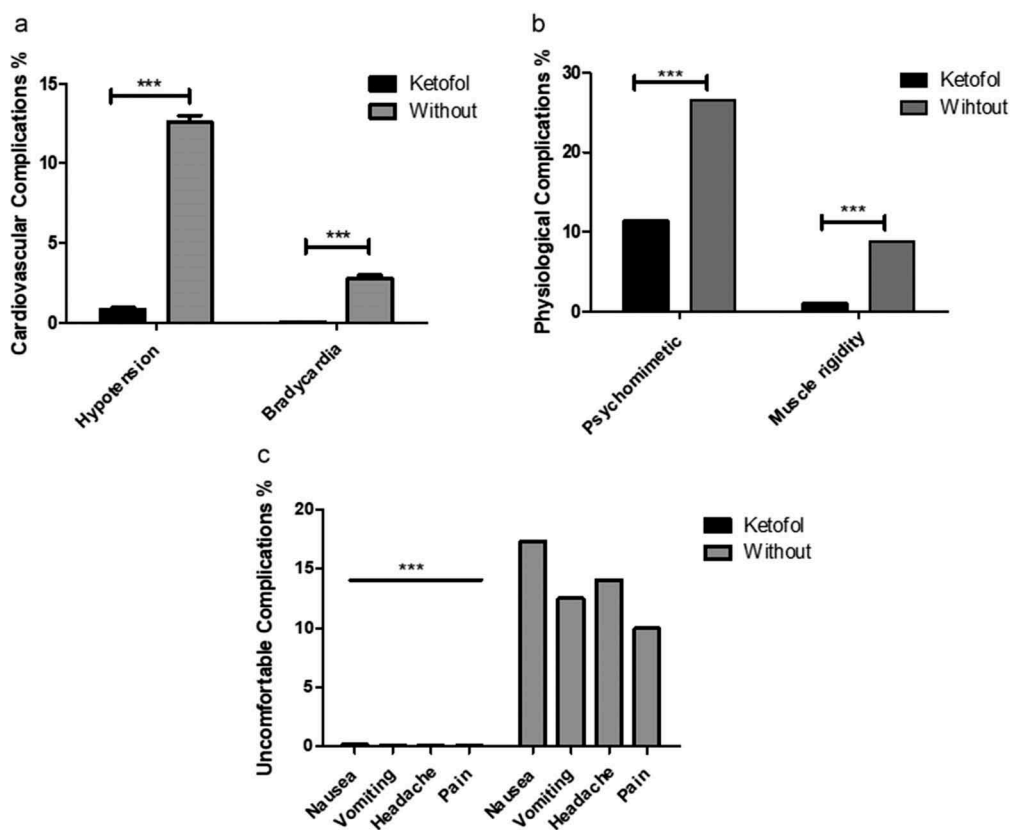 a
Cardiovascular Complications %
15
10
5
0
***
***
Ketofol
Without
Hypotension
Bradycardia
b
Physiological Complications %
30
20
10
0
***
***
Ketofol
Wihtout
Psychomimetic
Muscle rigidity
c
Uncomfortable Complications %
20
15
10
5
0
***
Ketofol
Without
Nausea
Vomiting
Headache
Pain
Nausea
Vomiting
Headache
Pain